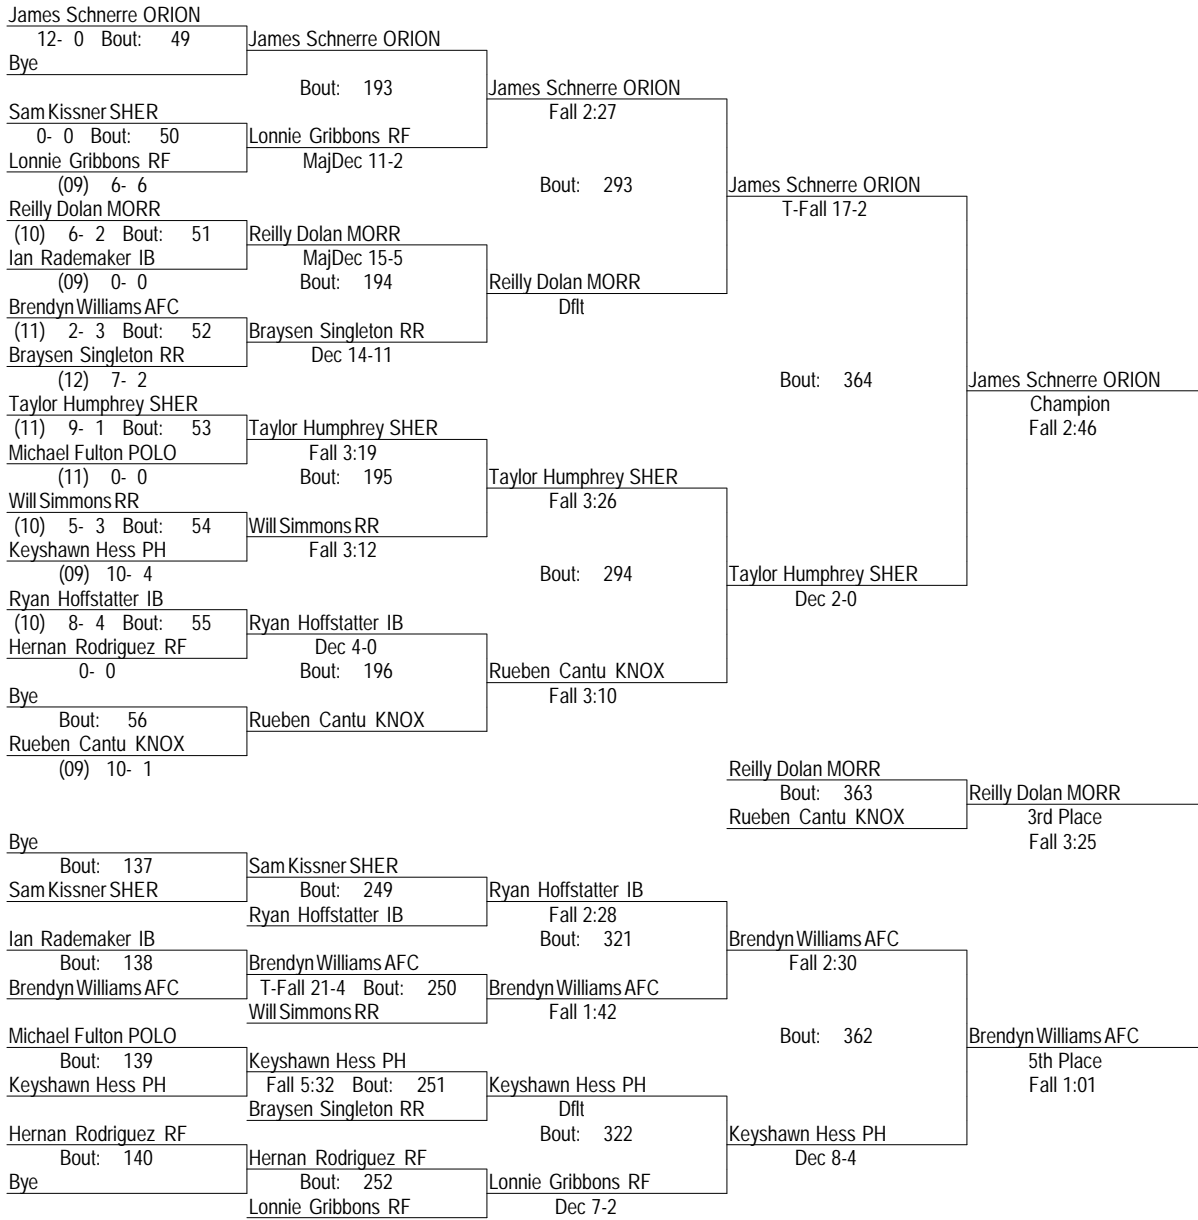 James Schnerre ORION
12- 0 Bout: 49
James Schnerre ORION
Bye
Bout: 193
James Schnerre ORION
Sam Kissner SHER
Fall 2:27
0- 0 Bout: 50
Lonnie Gribbons RF
Lonnie Gribbons RF
MajDec 11-2
(09) 6- 6
Bout: 293
James Schnerre ORION
Reilly Dolan MORR
T-Fall 17-2
(10) 6- 2 Bout: 51
Reilly Dolan MORR
Ian Rademaker IB
MajDec 15-5
(09) 0- 0
Bout: 194
Reilly Dolan MORR
Brendyn Williams AFC
Dflt
(11) 2- 3 Bout: 52
Braysen Singleton RR
Braysen Singleton RR
Dec 14-11
(12) 7- 2
Bout: 364
James Schnerre ORION
Taylor Humphrey SHER
Champion
(11) 9- 1 Bout: 53
Taylor Humphrey SHER
Fall 2:46
Michael Fulton POLO
Fall 3:19
(11) 0- 0
Bout: 195
Taylor Humphrey SHER
Will Simmons RR
Fall 3:26
(10) 5- 3 Bout: 54
Will Simmons RR
Keyshawn Hess PH
Fall 3:12
(09) 10- 4
Bout: 294
Taylor Humphrey SHER
Ryan Hoffstatter IB
Dec 2-0
(10) 8- 4 Bout: 55
Ryan Hoffstatter IB
Hernan Rodriguez RF
Dec 4-0
0- 0
Bout: 196
Rueben Cantu KNOX
Bye
Fall 3:10
Bout: 56
Rueben Cantu KNOX
Rueben Cantu KNOX
(09) 10- 1
Reilly Dolan MORR
Bout: 363
Reilly Dolan MORR
Rueben Cantu KNOX
3rd Place
Fall 3:25
Bye
Bout: 137
Sam Kissner SHER
Sam Kissner SHER
Bout: 249
Ryan Hoffstatter IB
Ryan Hoffstatter IB
Fall 2:28
Ian Rademaker IB
Bout: 321
Brendyn Williams AFC
Bout: 138
Brendyn Williams AFC
Fall 2:30
Brendyn Williams AFC
T-Fall 21-4 Bout: 250
Brendyn Williams AFC
Will Simmons RR
Fall 1:42
Michael Fulton POLO
Bout: 362
Brendyn Williams AFC
Bout: 139
Keyshawn Hess PH
5th Place
Keyshawn Hess PH
Fall 5:32 Bout: 251
Keyshawn Hess PH
Fall 1:01
Braysen Singleton RR
Dflt
Hernan Rodriguez RF
Bout: 322
Keyshawn Hess PH
Bout: 140
Hernan Rodriguez RF
Dec 8-4
Bye
Bout: 252
Lonnie Gribbons RF
Lonnie Gribbons RF
Dec 7-2